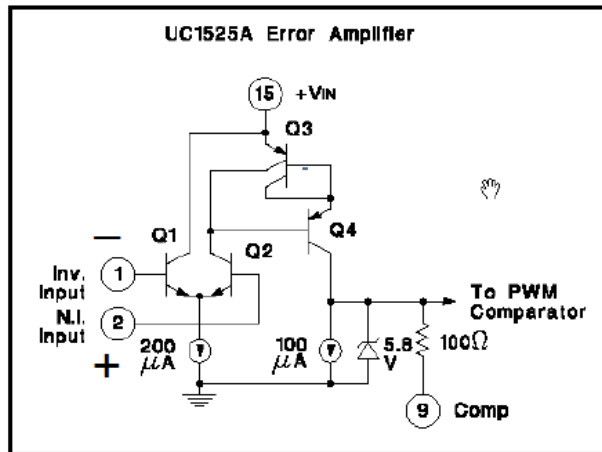 UC1525A Error Amplifier
15 +VIN
Q3
Q4
− Q1 Q2
Inv. Input 1
N.I. Input 2
+
200 μA
100 μA
5.8 V
100Ω
To PWM
Comparator
9 Comp